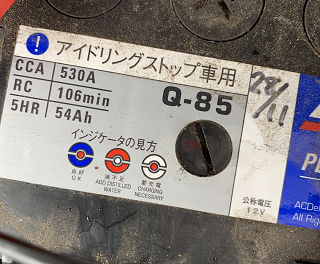 ! アイドリングストップ車用
CCA 530A
RC 106min
5HR 54Ah
Q-85
28/11
インジケータの見方
良好
OK
液不足
ADD DISTILLED
WATER
要充電
CHARGING
NECESSARY
公称電圧
12V
ACDe
All Rig